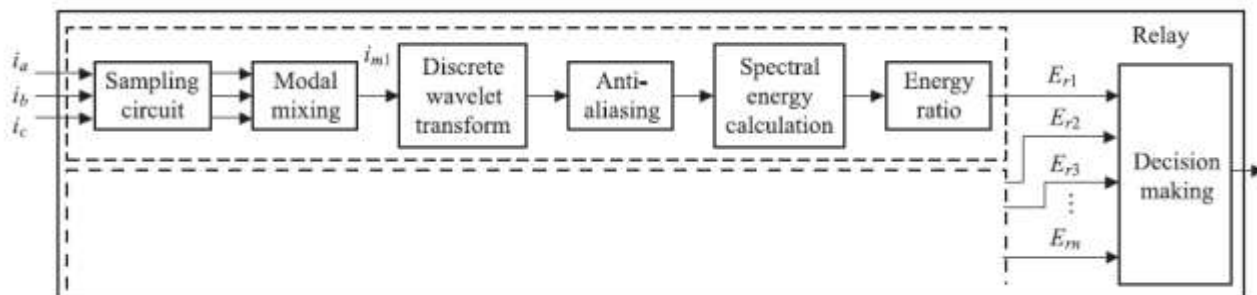 Relay
i_a
i_b
i_c
Sampling
circuit
Modal
mixing
i_m1
Discrete
wavelet
transform
Anti-
aliasing
Spectral
energy
calculation
Energy
ratio
E_r1
E_r2
E_r3
⋮
E_rn
Decision
making